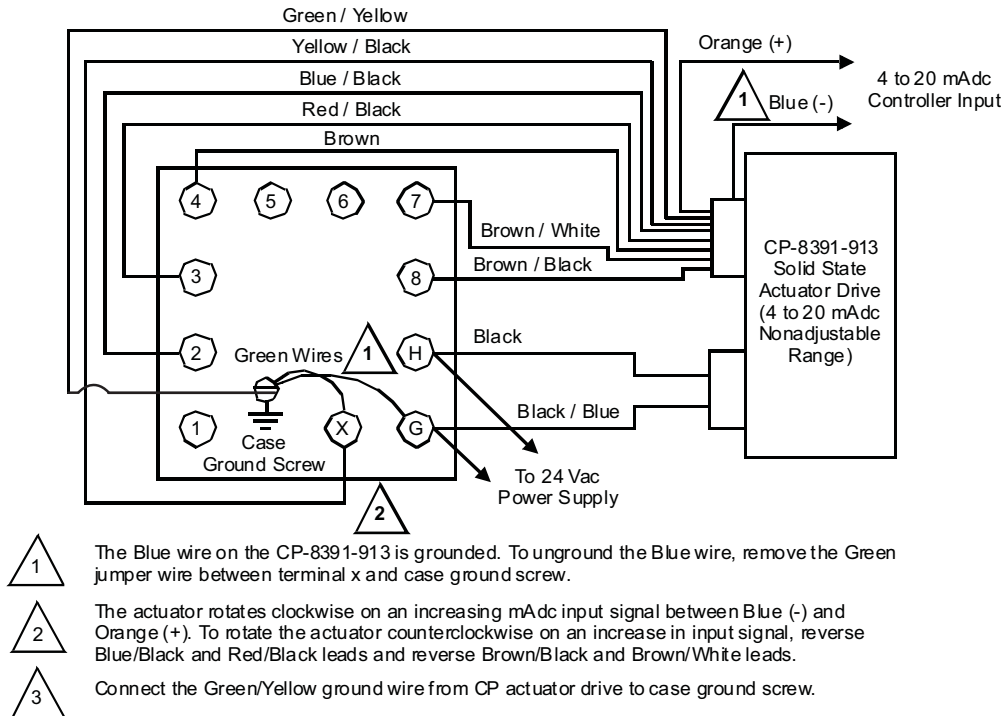 Green / Yellow
Yellow / Black
Blue / Black
Red / Black
Brown
Orange (+)
1
Blue (-)
4 to 20 mAdc
Controller Input
4
5
6
7
Brown / White
3
8
Brown / Black
CP-8391-913
Solid State
Actuator Drive
(4 to 20 mAdc
Nonadjustable
Range)
2
Green Wires
1
H
Black
1
Case
Ground Screw
X
G
Black / Blue
To 24 Vac
Power Supply
2
1
The Blue wire on the CP-8391-913 is grounded. To unground the Blue wire, remove the Green
jumper wire between terminal x and case ground screw.
2
The actuator rotates clockwise on an increasing mAdc input signal between Blue (-) and
Orange (+). To rotate the actuator counterclockwise on an increase in input signal, reverse
Blue/Black and Red/Black leads and reverse Brown/Black and Brown/White leads.
3
Connect the Green/Yellow ground wire from CP actuator drive to case ground screw.